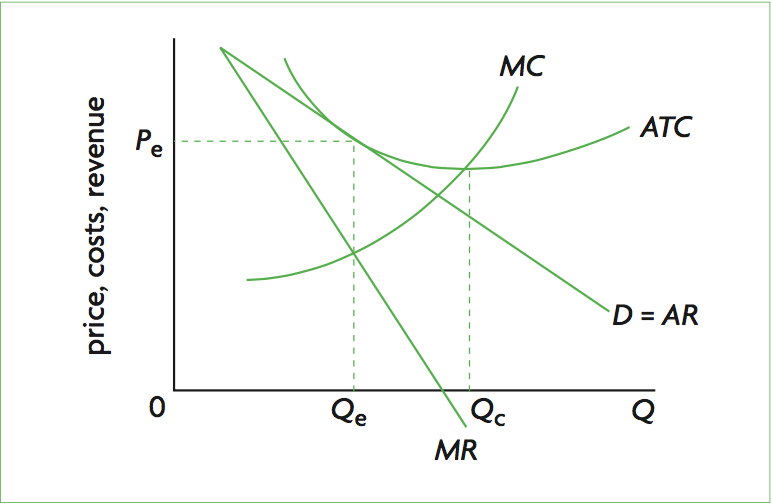 MC
ATC
Pe
price, costs, revenue
D = AR
0
Qe
Qc
Q
MR